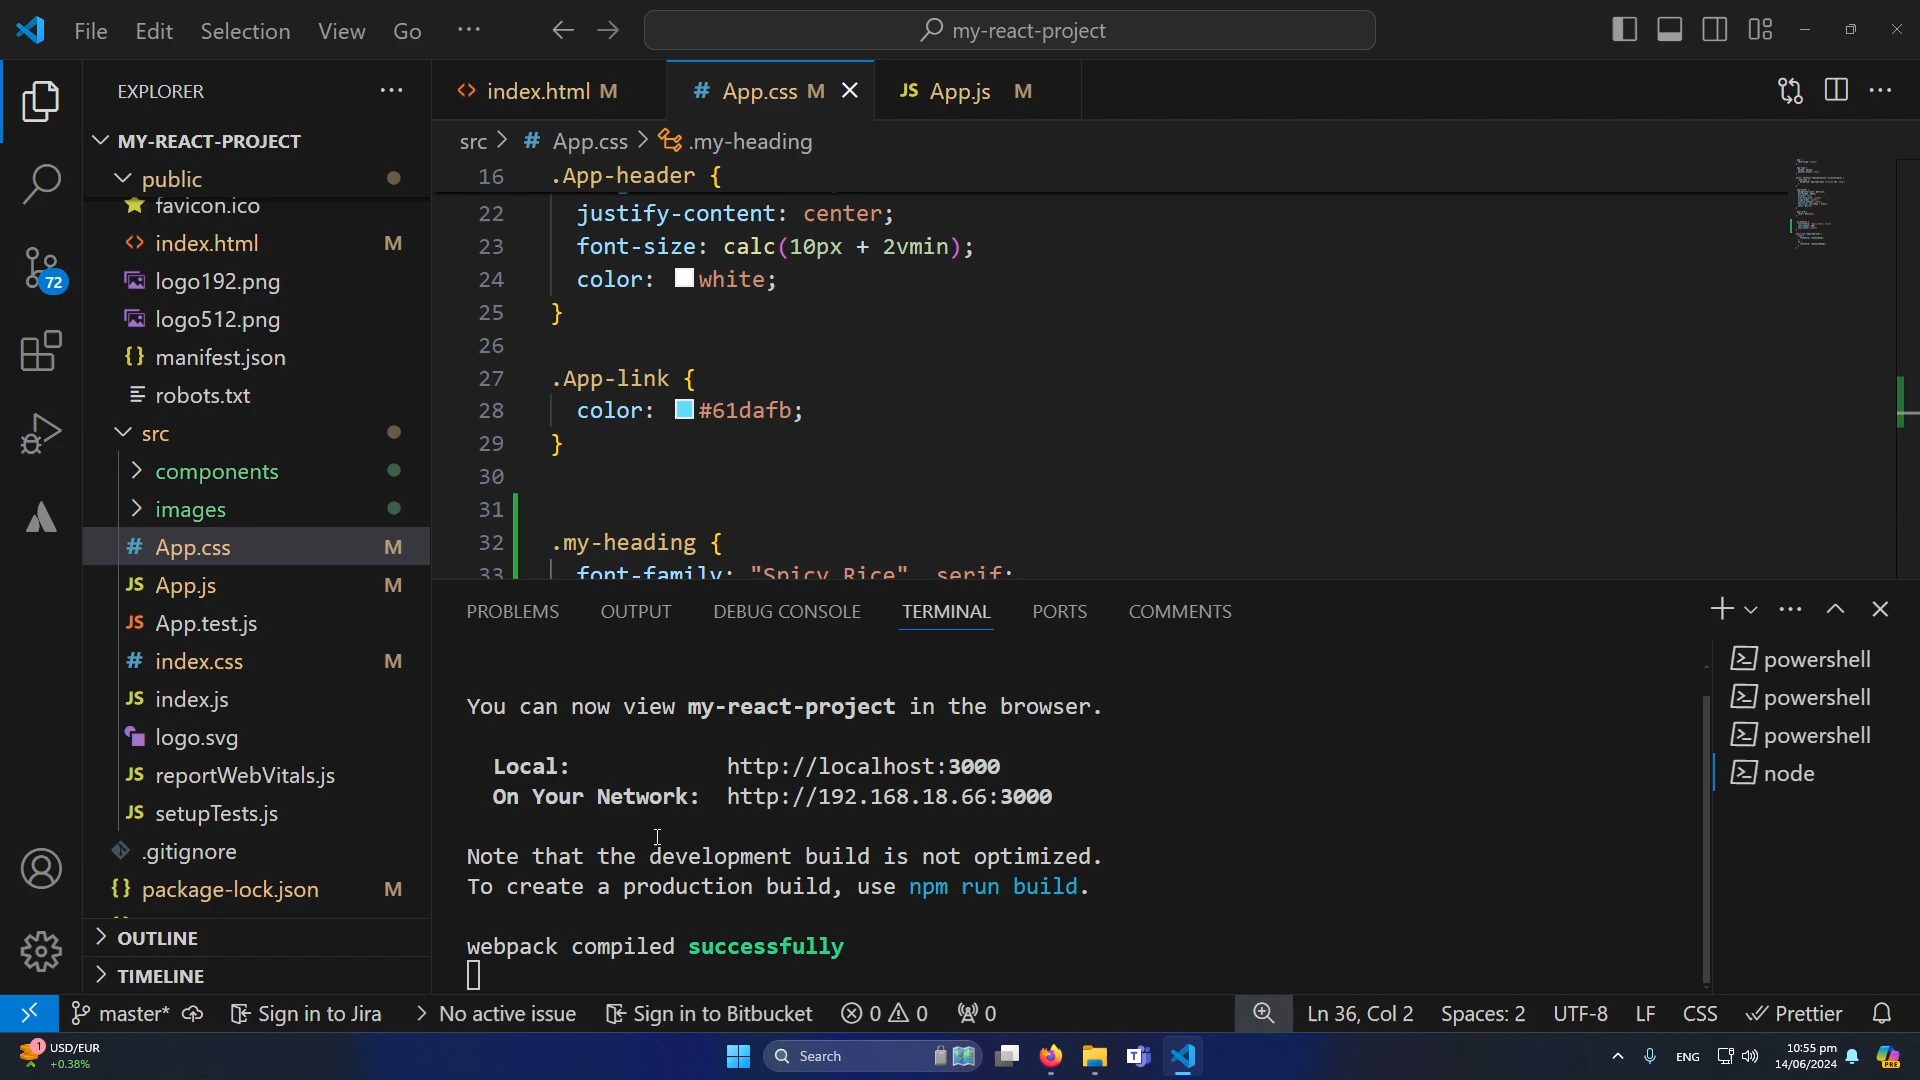 File Edit Selection View Go ··· my-react-project
EXPLORER ···
MY-REACT-PROJECT
public
favicon.ico
index.html M
logo192.png
logo512.png
manifest.json
robots.txt
src
components
images
App.css M
App.js M
App.test.js
index.css M
index.js
logo.svg
reportWebVitals.js
setupTests.js
.gitignore
package-lock.json M
OUTLINE
TIMELINE
72
index.html M # App.css M JS App.js M
src > # App.css > .my-heading
16 .App-header {
22 justify-content: center;
23 font-size: calc(10px + 2vmin);
24 color: white;
25 }
26
27 .App-link {
28 color: #61dafb;
29 }
30
31
32 .my-heading {
33 font-family: "Spicy Rice", serif;
PROBLEMS OUTPUT DEBUG CONSOLE TERMINAL PORTS COMMENTS
You can now view my-react-project in the browser.
Local: http://localhost:3000
On Your Network: http://192.168.18.66:3000
Note that the development build is not optimized.
To create a production build, use npm run build.
webpack compiled successfully
powershell
powershell
powershell
node
master* Sign in to Jira > No active issue Sign in to Bitbucket 0 0 0 Ln 36, Col 2 Spaces: 2 UTF-8 LF CSS Prettier
1 USD/EUR
+0.38%
Search
ENG
10:55 pm
14/06/2024
PRE